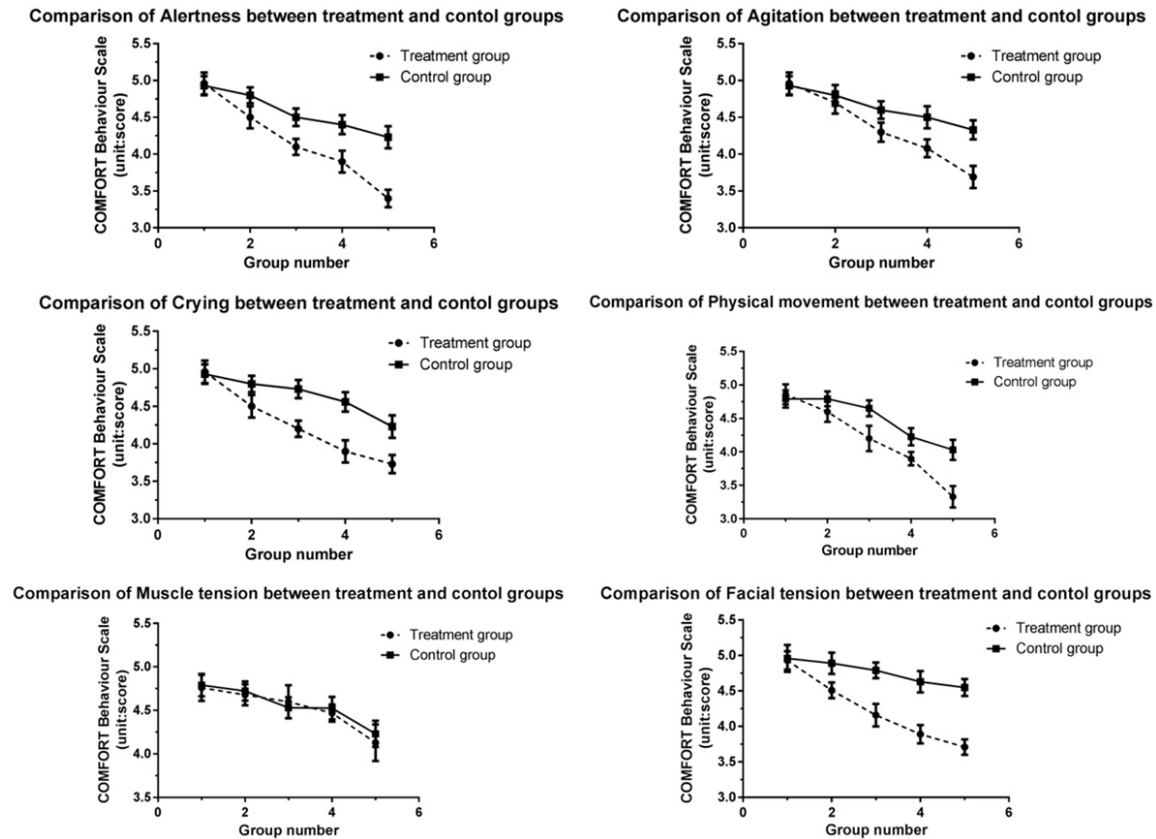 Comparison of Alertness between treatment and contol groups
5.5
5.0
4.5
4.0
3.5
3.0
0
2
4
6
COMFORT Behaviour Scale
(unit:score)
Group number
Treatment group
Control group
Comparison of Agitation between treatment and contol groups
5.5
5.0
4.5
4.0
3.5
3.0
0
2
4
6
COMFORT Behaviour Scale
(unit:score)
Group number
Treatment group
Control group
Comparison of Crying between treatment and contol groups
5.5
5.0
4.5
4.0
3.5
3.0
0
2
4
6
COMFORT Behaviour Scale
(unit:score)
Group number
Treatment group
Control group
Comparison of Physical movement between treatment and contol groups
5.5
5.0
4.5
4.0
3.5
3.0
0
2
4
6
COMFORT Behaviour Scale
(unit:score)
Group number
Treatment group
Control group
Comparison of Muscle tension between treatment and contol groups
5.5
5.0
4.5
4.0
3.5
0
2
4
6
COMFORT Behaviour Scale
(unit:score)
Group number
Treatment group
Control group
Comparison of Facial tension between treatment and contol groups
5.5
5.0
4.5
4.0
3.5
3.0
0
2
4
6
COMFORT Behaviour Scale
(unit:score)
Group number
Treatment group
Control group